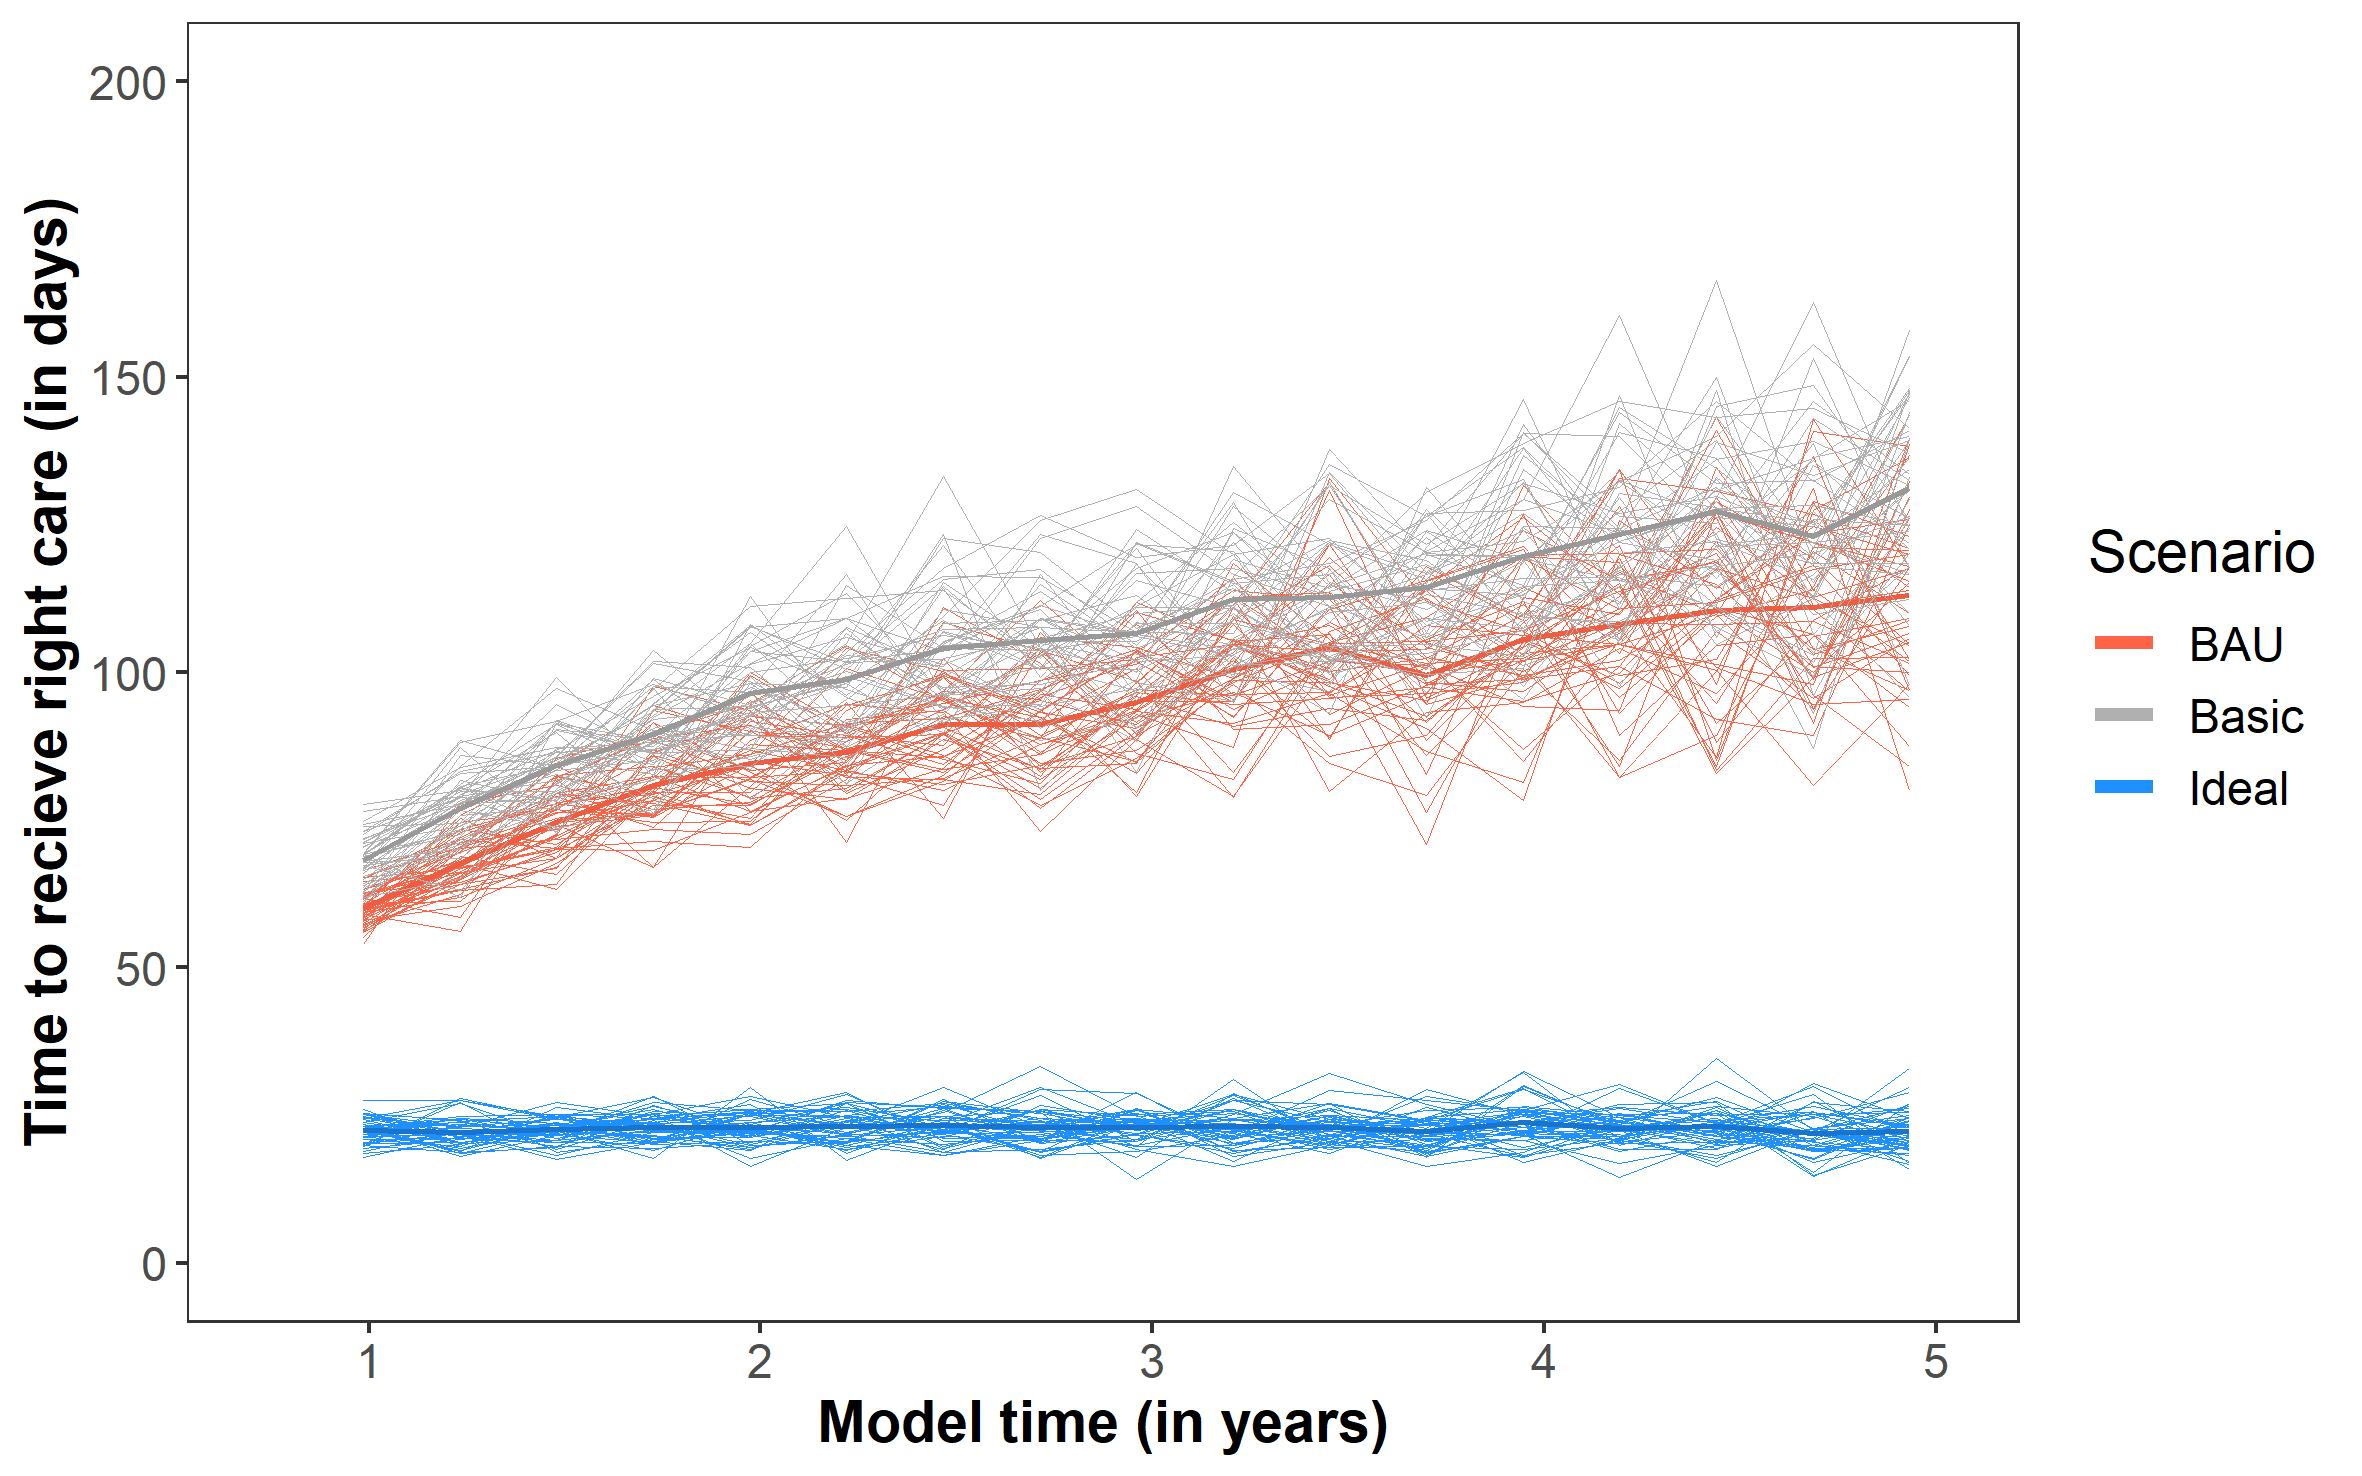 Time to recieve right care (in days)
200
150
100
50
0
1 2 3 4 5
Model time (in years)
Scenario
BAU
Basic
Ideal